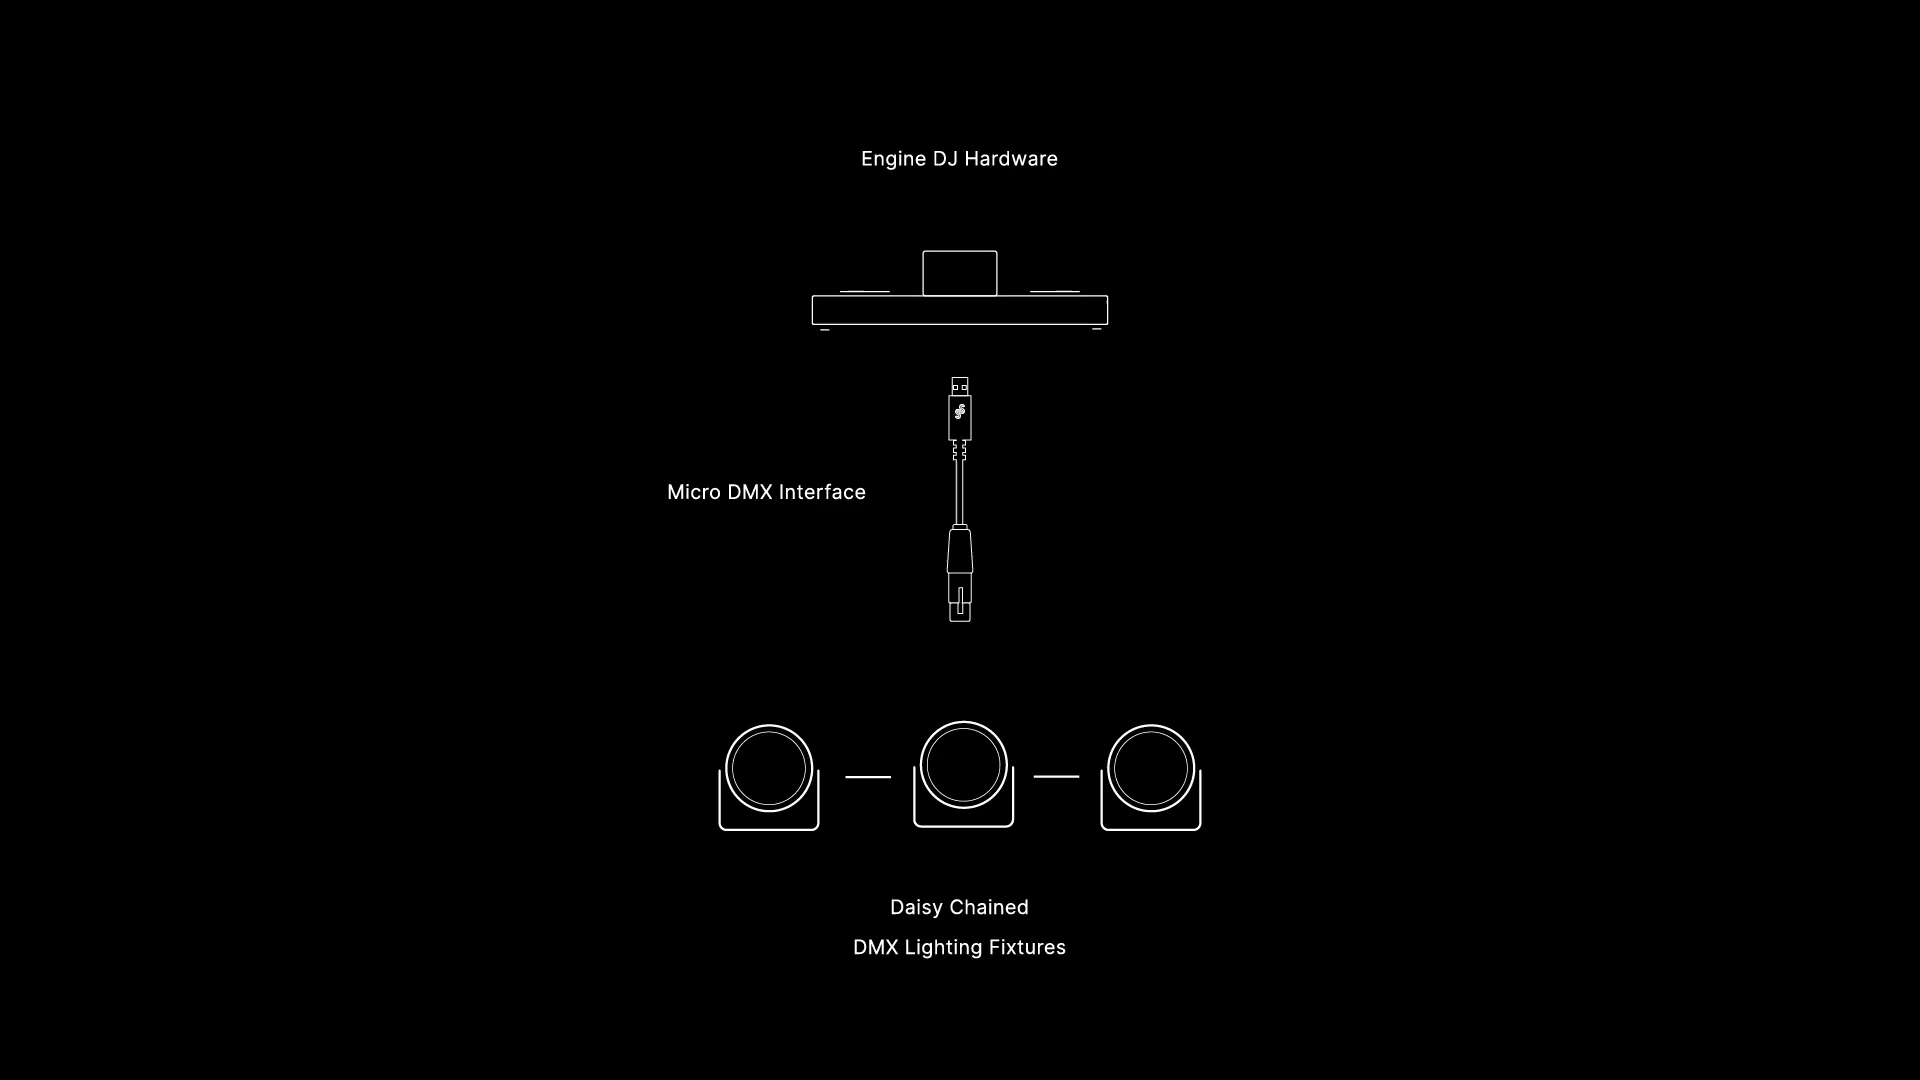 Engine DJ Hardware
Micro DMX Interface
Daisy Chained
DMX Lighting Fixtures